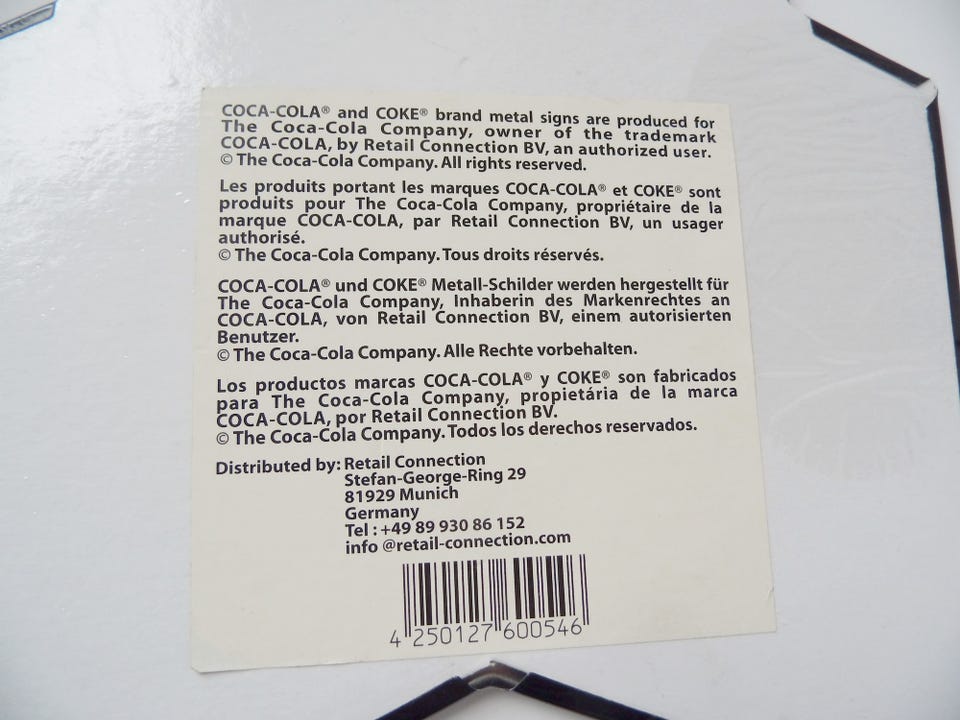 COCA-COLA® and COKE® brand metal signs are produced for
The Coca-Cola Company, owner of the trademark
COCA-COLA, by Retail Connection BV, an authorized user.
© The Coca-Cola Company. All rights reserved.
Les produits portant les marques COCA-COLA® et COKE® sont
produits pour The Coca-Cola Company, propriétaire de la
marque COCA-COLA, par Retail Connection BV, un usager
authorisé.
© The Coca-Cola Company. Tous droits réservés.
COCA-COLA® und COKE® Metall-Schilder werden hergestellt für
The Coca-Cola Company, Inhaberin des Markenrechtes an
COCA-COLA, von Retail Connection BV, einem autorisierten
Benutzer.
© The Coca-Cola Company. Alle Rechte vorbehalten.
Los productos marcas COCA-COLA® y COKE® son fabricados
para The Coca-Cola Company, propietária de la marca
COCA-COLA, por Retail Connection BV.
© The Coca-Cola Company. Todos los derechos reservados.
Distributed by: Retail Connection
Stefan-George-Ring 29
81929 Munich
Germany
Tel : +49 89 930 86 152
info @retail-connection.com
4 250127 600546